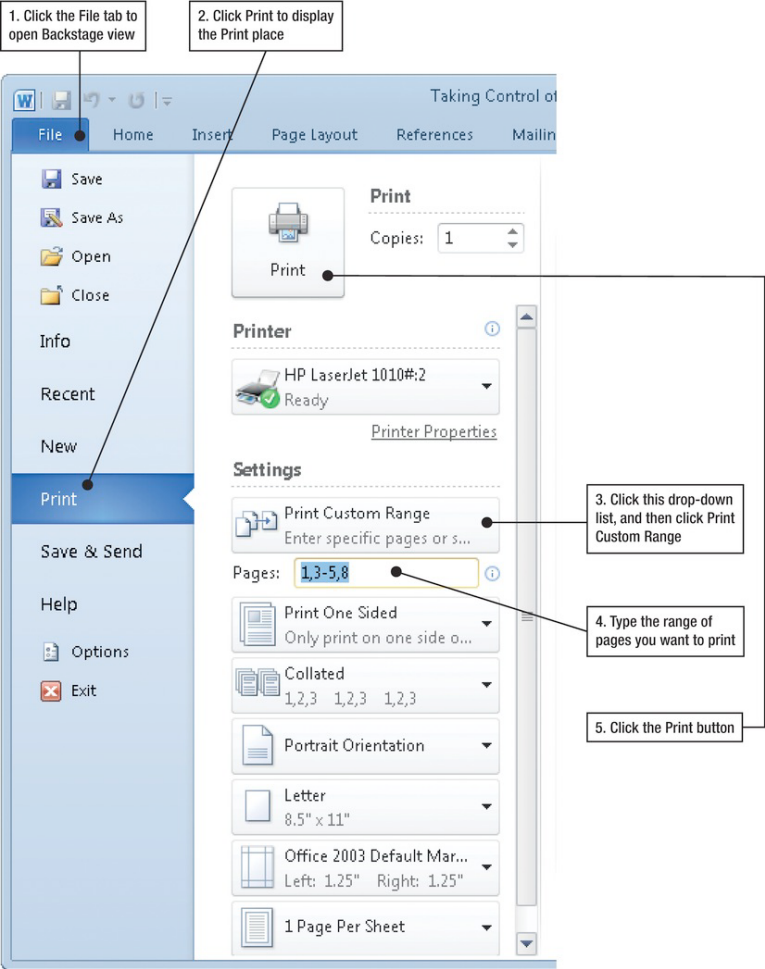 1. Click the File tab to
open Backstage view
2. Click Print to display
the Print place
W
Taking Control of
File Home Insert Page Layout References Mailin
Save
Save As
Open
Close
Info
Recent
New
Print
Save & Send
Help
Options
Exit
Print
Print
Copies: 1
Printer
HP LaserJet 1010#:2
Ready
Printer Properties
Settings
Print Custom Range
Enter specific pages or s...
Pages: 1,3-5,8
Print One Sided
Only print on one side o...
Collated
1,2,3 1,2,3 1,2,3
Portrait Orientation
Letter
8.5" x 11"
Office 2003 Default Mar...
Left: 1.25" Right: 1.25"
1 Page Per Sheet
3. Click this drop-down
list, and then click Print
Custom Range
4. Type the range of
pages you want to print
5. Click the Print button